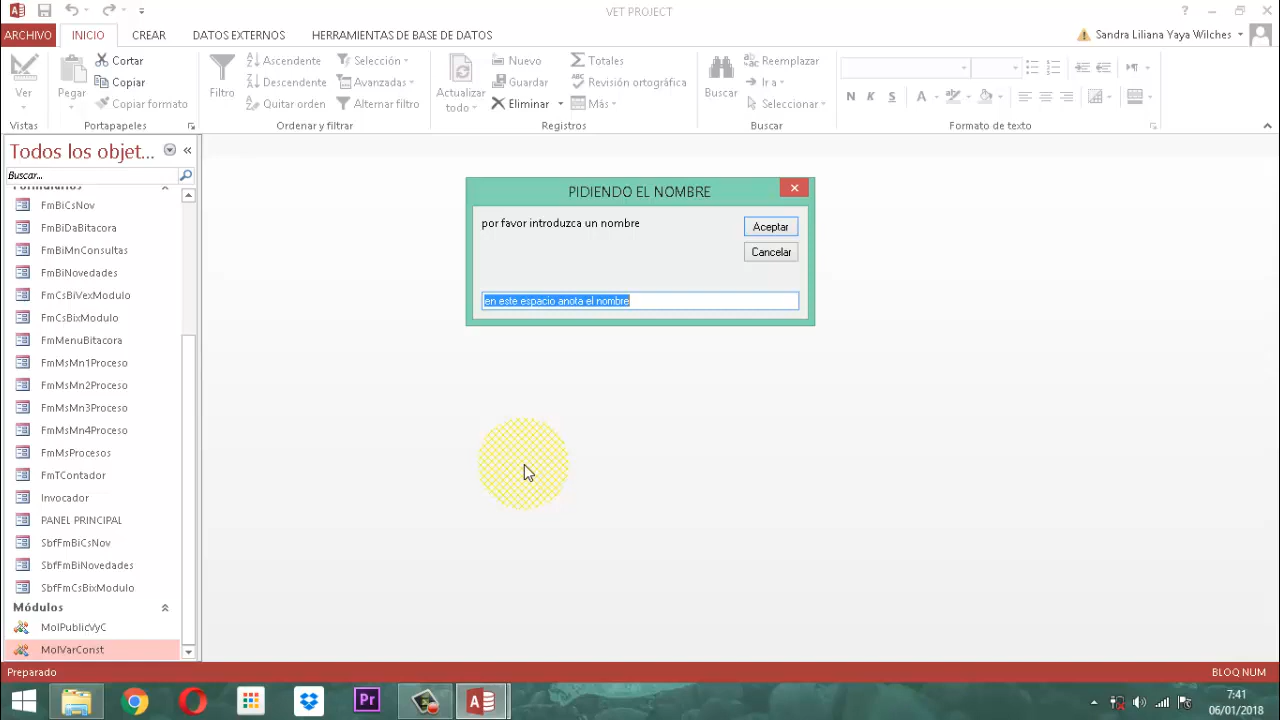 VET PROJECT
ARCHIVO INICIO CREAR DATOS EXTERNOS HERRAMIENTAS DE BASE DE DATOS
Sandra Liliana Yaya Wilches
Ver
Pegar
Cortar
Copiar
Copiar formato
Filtro
Ascendente
Descendente
Quitar or
Selección
Avanzadas
rnar filtro
Actualizar
todo
Nuevo
Guardar
Eliminar
Totales
Revisión ortográfica
Más
Buscar
Reemplazar
Ir a
Seleccionar
N K S
Vistas Portapapeles Ordenar y filtrar Registros Buscar Formato de texto
Todos los objet...
Buscar...
Formularios
FmBiCsNov
FmBiDaBitacora
FmBiMnConsultas
FmBiNovedades
FmCsBiVexModulo
FmCsBixModulo
FmMenuBitacora
FmMsMn1Proceso
FmMsMn2Proceso
FmMsMn3Proceso
FmMsMn4Proceso
FmMsProcesos
FmTContador
Invocador
PANEL PRINCIPAL
SbfFmBiCsNov
SbfFmBiNovedades
SbfFmCsBixModulo
Módulos
MolPublicVyC
MolVarConst
PIDIENDO EL NOMBRE
por favor introduzca un nombre
Aceptar
Cancelar
en este espacio anota el nombre
Preparado
BLOQ NUM
Pr
7:41
06/01/2018